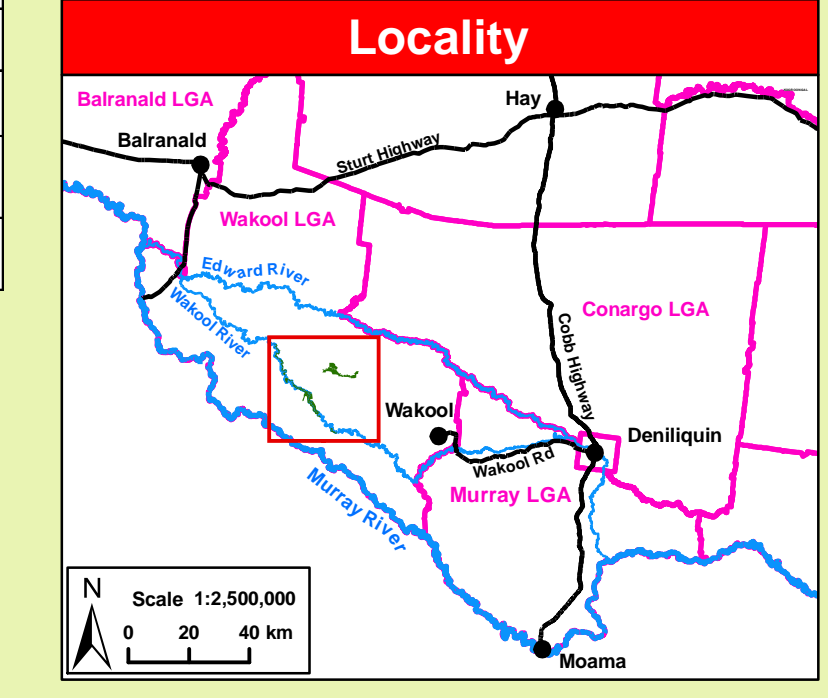 Locality
Balranald LGA
Hay
Balranald
Sturt Highway
Wakool LGA
Edward River
Wakool River
Conargo LGA
Cobb Highway
Wakool
Deniliquin
Wakool Rd
Murray LGA
Murray River
N
Scale 1:2,500,000
0 20 40 km
Moama